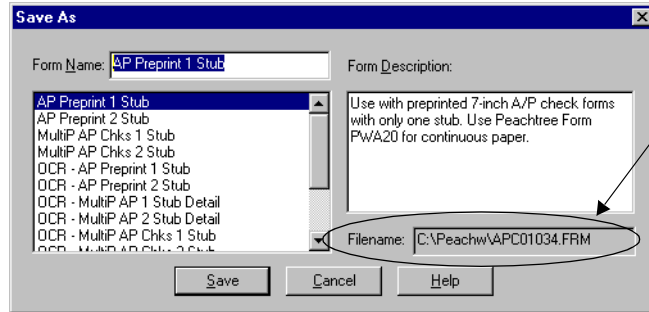 Save As
Form Name: AP Preprint 1 Stub
AP Preprint 1 Stub
AP Preprint 2 Stub
MultiP AP Chks 1 Stub
MultiP AP Chks 2 Stub
OCR - AP Preprint 1 Stub
OCR - AP Preprint 2 Stub
OCR - MultiP AP 1 Stub Detail
OCR - MultiP AP 2 Stub Detail
OCR - MultiP AP Chks 1 Stub
Form Description:
Use with preprinted 7-inch A/P check forms
with only one stub. Use Peachtree Form
PWA20 for continuous paper.
Filename: C:\Peachw\APC01034.FRM
Save Cancel Help